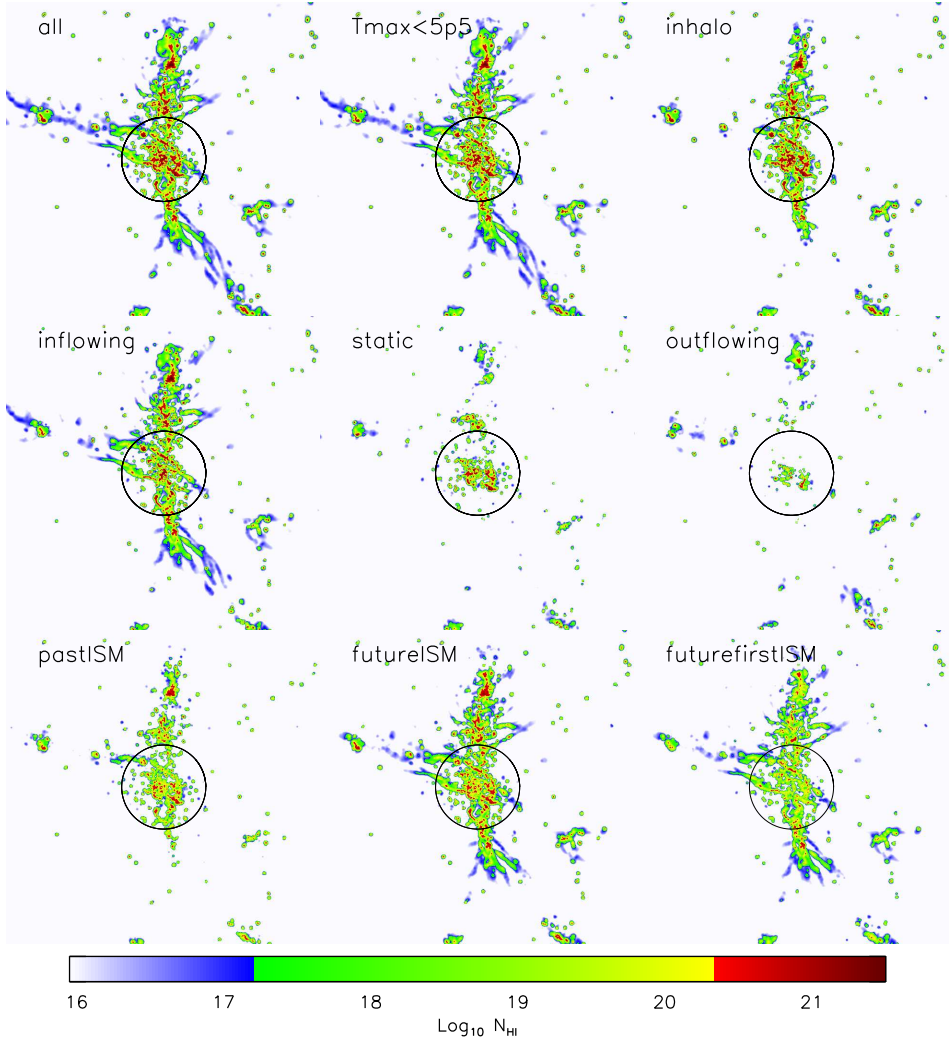 all Tmax<5p5 inhalo
inflowing static outflowing
pastISM futureISM futurefirstISM
16 17 18 19 20 21
Log10 NHI